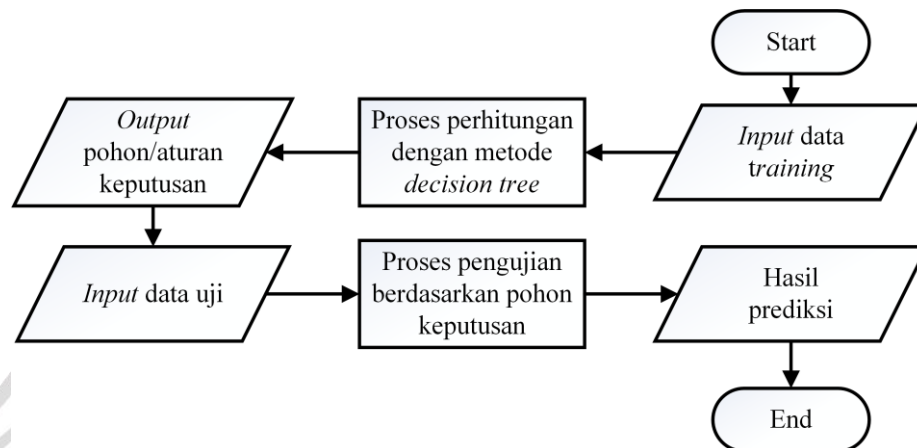 Start
Input data
training
Proses perhitungan
dengan metode
decision tree
Output
pohon/aturan
keputusan
Input data uji
Proses pengujian
berdasarkan pohon
keputusan
Hasil
prediksi
End